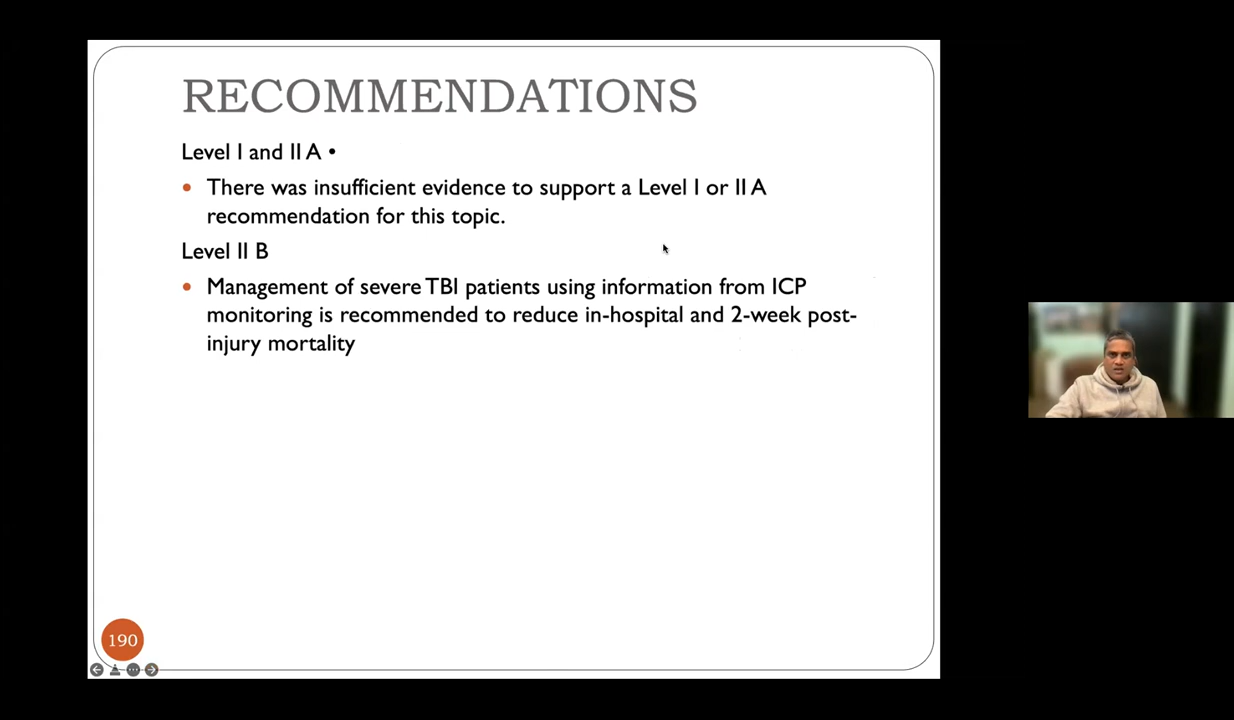 RECOMMENDATIONS
Level I and II A •
• There was insufficient evidence to support a Level I or II A
recommendation for this topic.
Level II B
• Management of severe TBI patients using information from ICP
monitoring is recommended to reduce in-hospital and 2-week post-
injury mortality
190